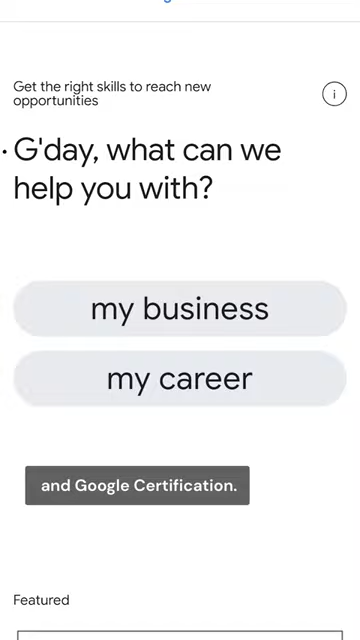 Get the right skills to reach new
opportunities
i
G'day, what can we
help you with?
my business
my career
and Google Certification.
Featured